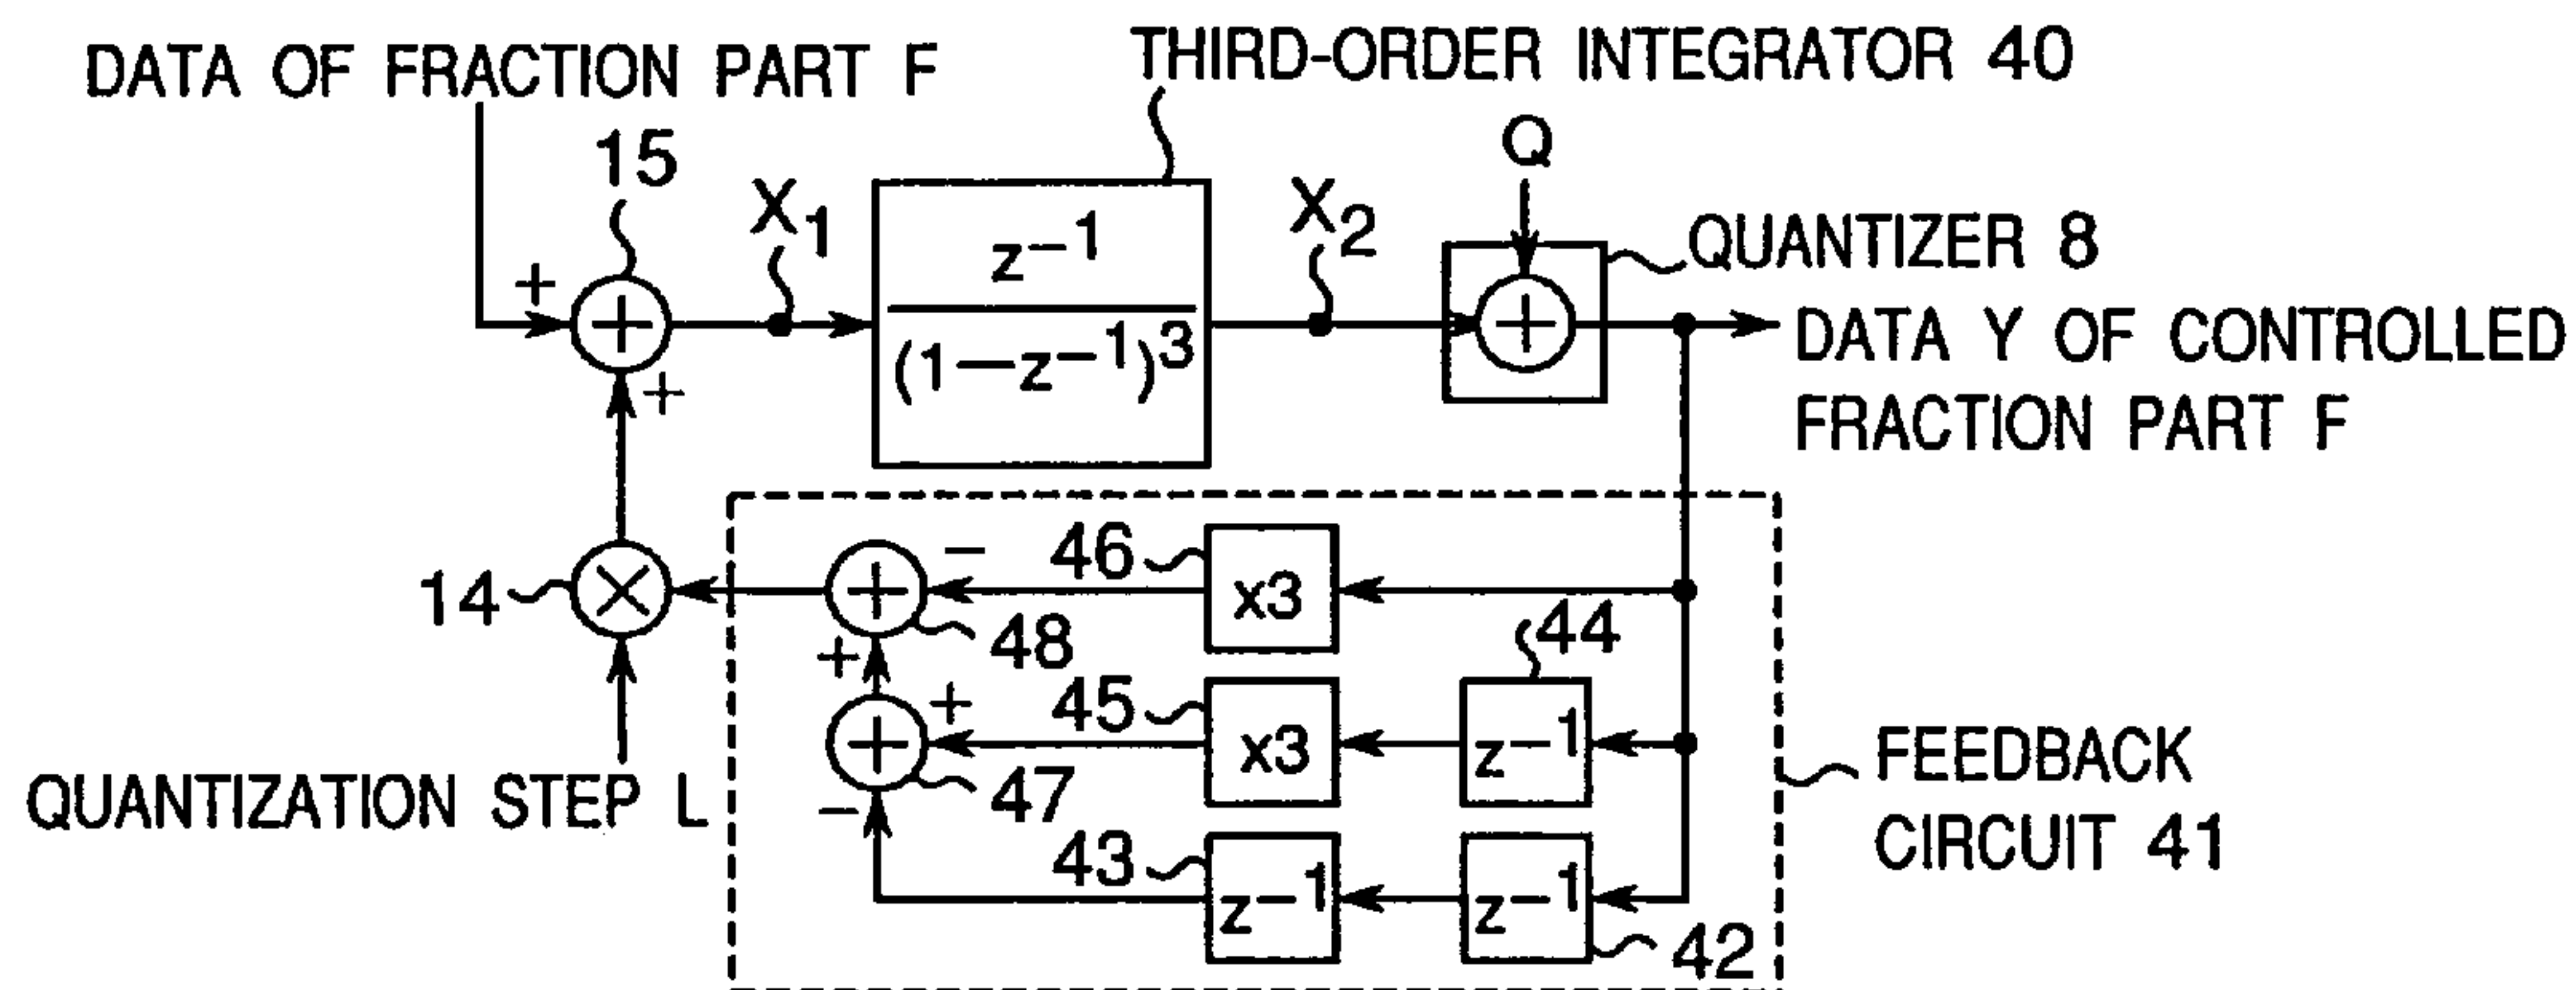 DATA OF FRACTION PART F
THIRD-ORDER INTEGRATOR 40
15
X1
z−1
(1−z−1)3
X2
Q
QUANTIZER 8
+
+
+
+
DATA Y OF CONTROLLED
FRACTION PART F
14
×
QUANTIZATION STEP L
+
−
46
x3
48
+
44
+
+
45
x3
z−1
47
−
43
z−1
z−1
42
FEEDBACK
CIRCUIT 41